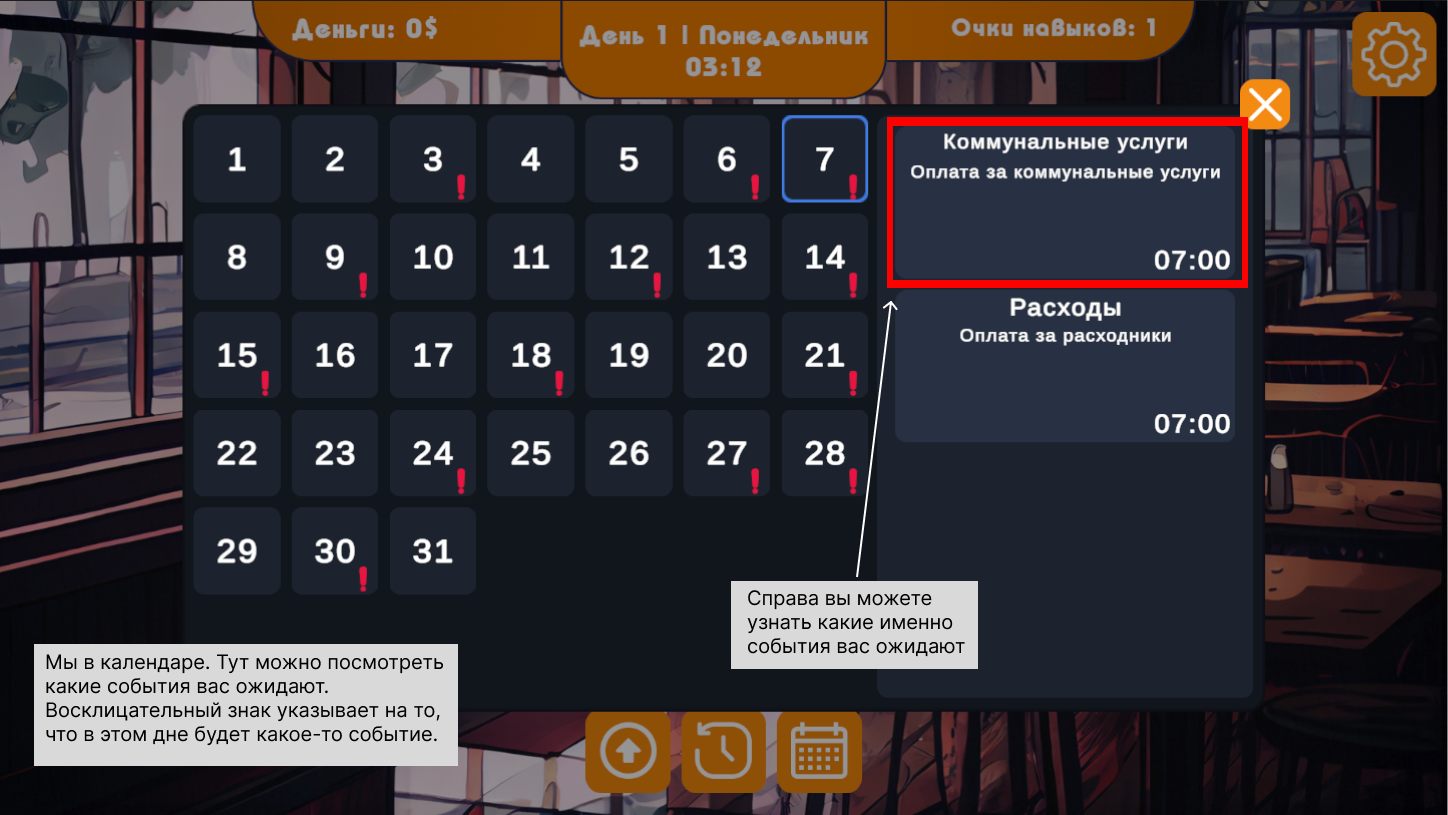 Деньги: 0$
День 1 | Понедельник
03:12
Очки навыков: 1
1 2 3 4 5 6 7
8 9 10 11 12 13 14
15 16 17 18 19 20 21
22 23 24 25 26 27 28
29 30 31
Коммунальные услуги
Оплата за коммунальные услуги
07:00
Расходы
Оплата за расходники
07:00
Справа вы можете
узнать какие именно
события вас ожидают
Мы в календаре. Тут можно посмотреть
какие события вас ожидают.
Восклицательный знак указывает на то,
что в этом дне будет какое-то событие.